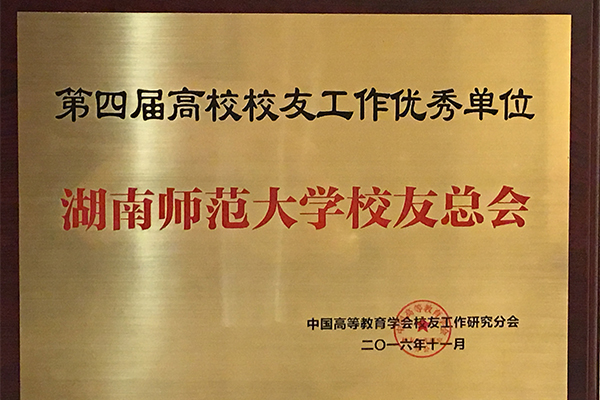 第四届高校校友工作优秀单位
湖南师范大学校友总会
中国高等教育学会校友工作研究分会
二〇一六年十一月